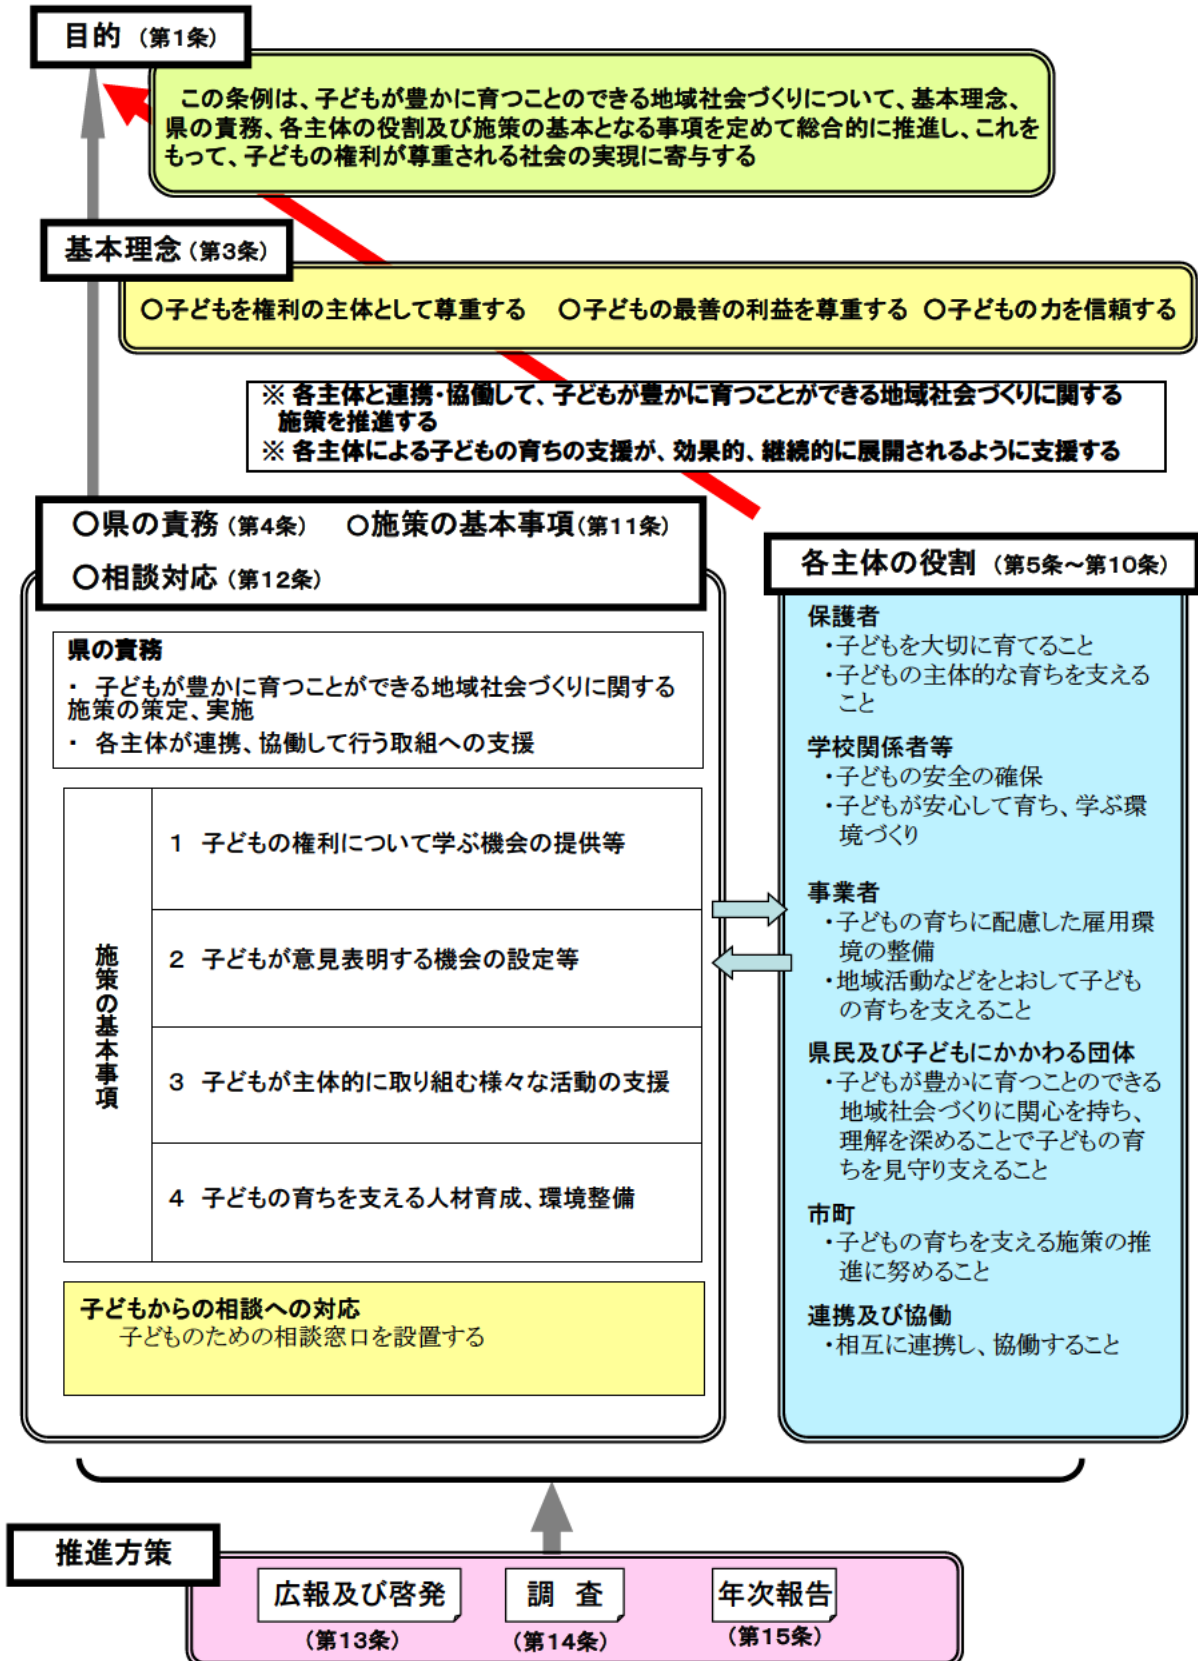 目的（第1条）
この条例は、子どもが豊かに育つことのできる地域社会づくりについて、基本理念、
県の責務、各主体の役割及び施策の基本となる事項を定めて総合的に推進し、これを
もって、子どもの権利が尊重される社会の実現に寄与する
基本理念（第3条）
○子どもを権利の主体として尊重する　○子どもの最善の利益を尊重する ○子どもの力を信頼する
※ 各主体と連携・協働して、子どもが豊かに育つことができる地域社会づくりに関する
施策を推進する
※ 各主体による子どもの育ちの支援が、効果的、継続的に展開されるように支援する
○県の責務（第4条）　○施策の基本事項（第11条）
○相談対応（第12条）
県の責務
・ 子どもが豊かに育つことができる地域社会づくりに関する
施策の策定、実施
・ 各主体が連携、協働して行う取組への支援
施策の基本事項
1 子どもの権利について学ぶ機会の提供等
2 子どもが意見表明する機会の設定等
3 子どもが主体的に取り組む様々な活動の支援
4 子どもの育ちを支える人材育成、環境整備
子どもからの相談への対応
子どものための相談窓口を設置する
各主体の役割（第5条～第10条）
保護者
・子どもを大切に育てること
・子どもの主体的な育ちを支える
こと
学校関係者等
・子どもの安全の確保
・子どもが安心して育ち、学ぶ環
境づくり
事業者
・子どもの育ちに配慮した雇用環
境の整備
・地域活動などをとおして子ども
の育ちを支えること
県民及び子どもにかかわる団体
・子どもが豊かに育つことのできる
地域社会づくりに関心を持ち、
理解を深めることで子どもの育
ちを見守り支えること
市町
・子どもの育ちを支える施策の推
進に努めること
連携及び協働
・相互に連携し、協働すること
推進方策
広報及び啓発
（第13条）
調 査
（第14条）
年次報告
（第15条）